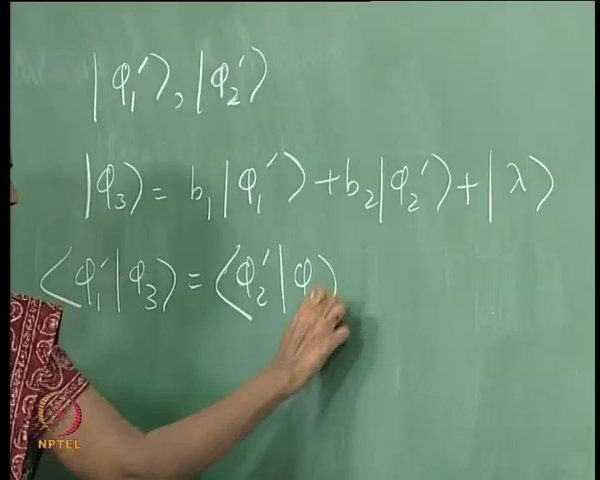 |φ₁′⟩, |φ₂′⟩
|φ₃⟩ = b₁|φ₁′⟩ + b₂|φ₂′⟩ + |λ⟩
⟨φ₁′|φ₃⟩ = ⟨φ₂′|φ⟩
NPTEL